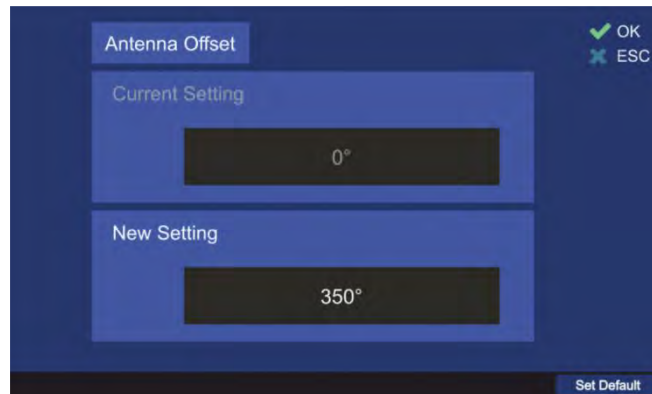 Antenna Offset
OK
ESC
Current Setting
0°
New Setting
350°
Set Default